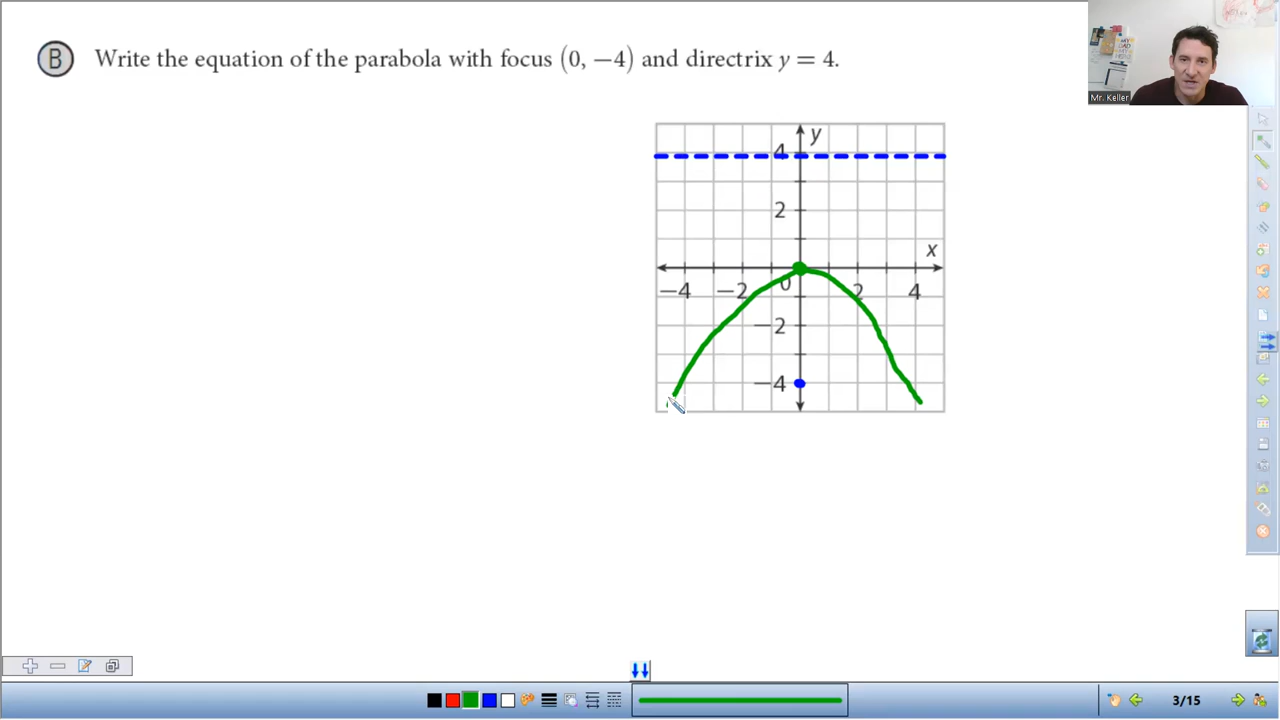 B Write the equation of the parabola with focus (0, −4) and directrix y = 4.
Mr. Keller
y
4
2
x
−4 −2 0 2 4
−2
−4
3/15